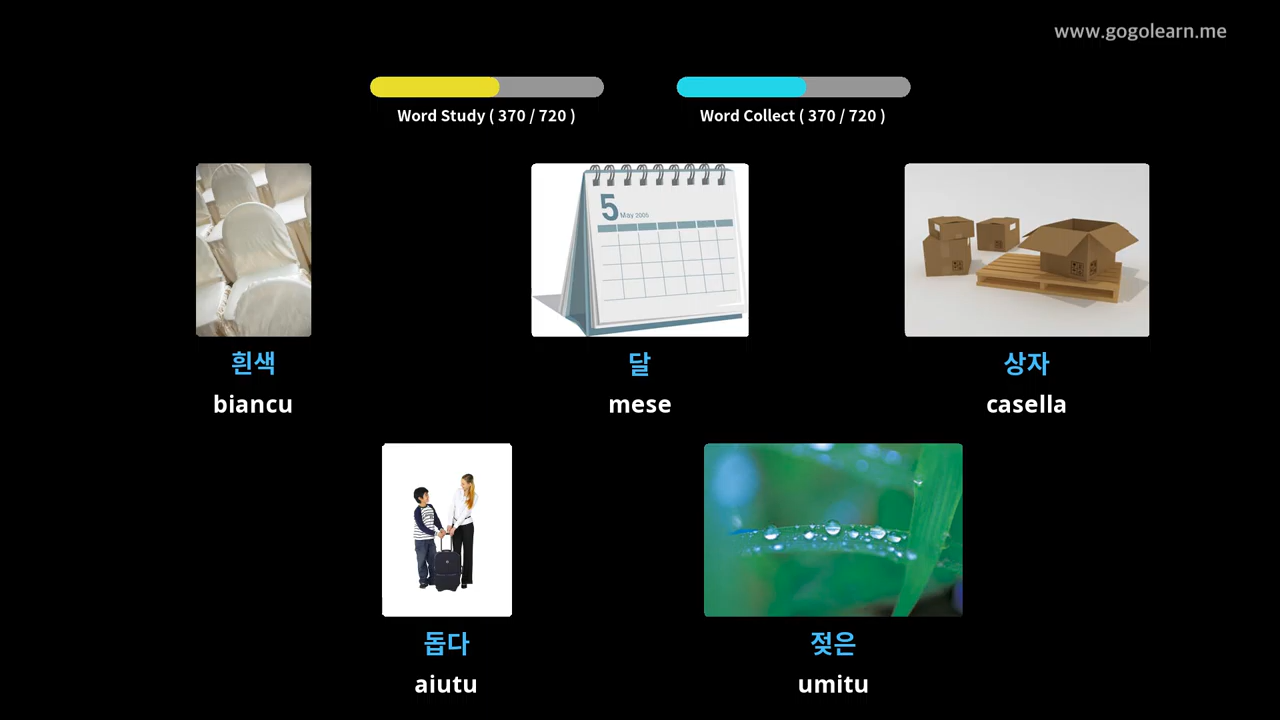 www.gogolearn.me
Word Study ( 370 / 720 )
Word Collect ( 370 / 720 )
5 May 2005
흰색
달
상자
biancu
mese
casella
돕다
젖은
aiutu
umitu